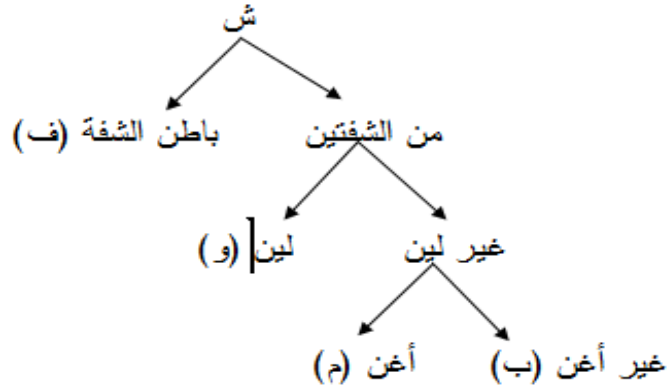 ش
من الشفتين
باطن الشفة (ف)
غير لين
لين (و)
غير أغن (ب)
أغن (م)